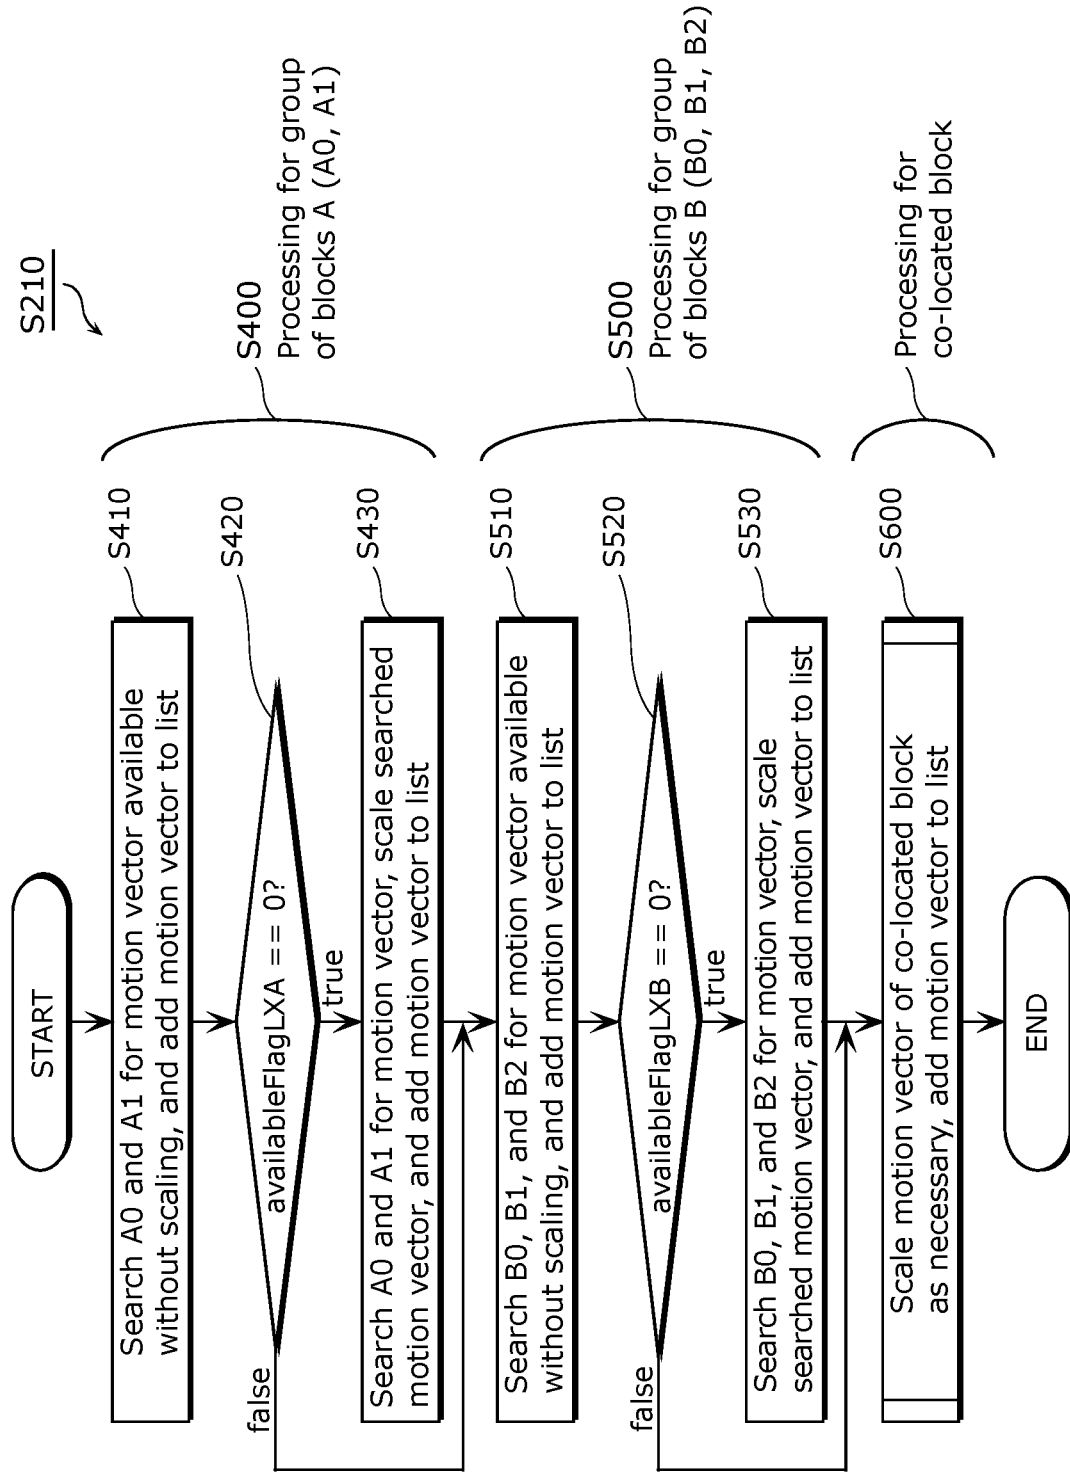 S210
START
S410
Search A0 and A1 for motion vector available
without scaling, and add motion vector to list
S420
availableFlagLXA == 0?
false
true
S430
Search A0 and A1 for motion vector, scale searched
motion vector, and add motion vector to list
S400
Processing for group
of blocks A (A0, A1)
S510
Search B0, B1, and B2 for motion vector available
without scaling, and add motion vector to list
S520
availableFlagLXB == 0?
false
true
S530
Search B0, B1, and B2 for motion vector, scale
searched motion vector, and add motion vector to list
S500
Processing for group
of blocks B (B0, B1, B2)
S600
Scale motion vector of co-located block
as necessary, add motion vector to list
Processing for
co-located block
END